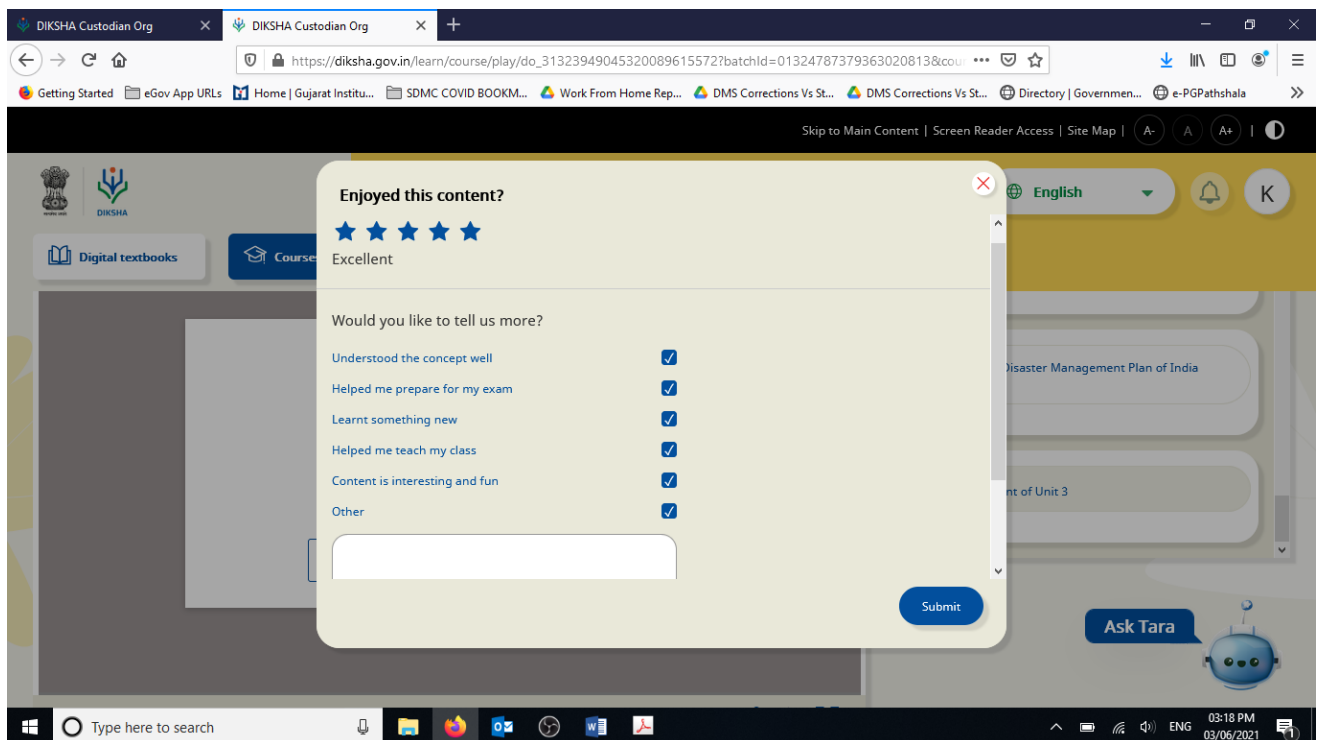 DIKSHA Custodian Org
DIKSHA Custodian Org
https://diksha.gov.in/learn/course/play/do_31323949045320089615572?batchId=01324787379363020813&cour
Getting Started eGov App URLs Home | Gujarat Institu... SDMC COVID BOOKM... Work From Home Rep... DMS Corrections Vs St... DMS Corrections Vs St... Directory | Governmen... e-PGPathshala
Skip to Main Content | Screen Reader Access | Site Map | A- A A+ |
DIKSHA
English
K
Digital textbooks
Course
Enjoyed this content?
Excellent
Would you like to tell us more?
Understood the concept well
Helped me prepare for my exam
Learnt something new
Helped me teach my class
Content is interesting and fun
Other
Submit
Disaster Management Plan of India
nt of Unit 3
Ask Tara
Type here to search
ENG
03:18 PM
03/06/2021